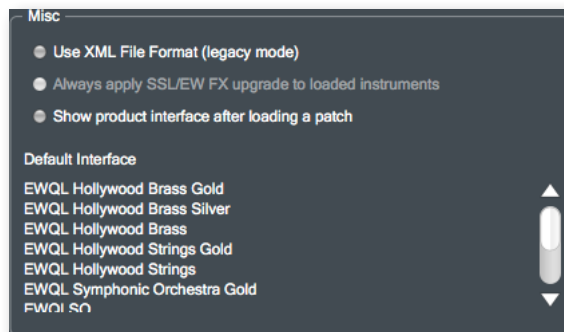 Misc
Use XML File Format (legacy mode)
Always apply SSL/EW FX upgrade to loaded instruments
Show product interface after loading a patch
Default Interface
EWQL Hollywood Brass Gold
EWQL Hollywood Brass Silver
EWQL Hollywood Brass
EWQL Hollywood Strings Gold
EWQL Hollywood Strings
EWQL Symphonic Orchestra Gold
EWQLSO